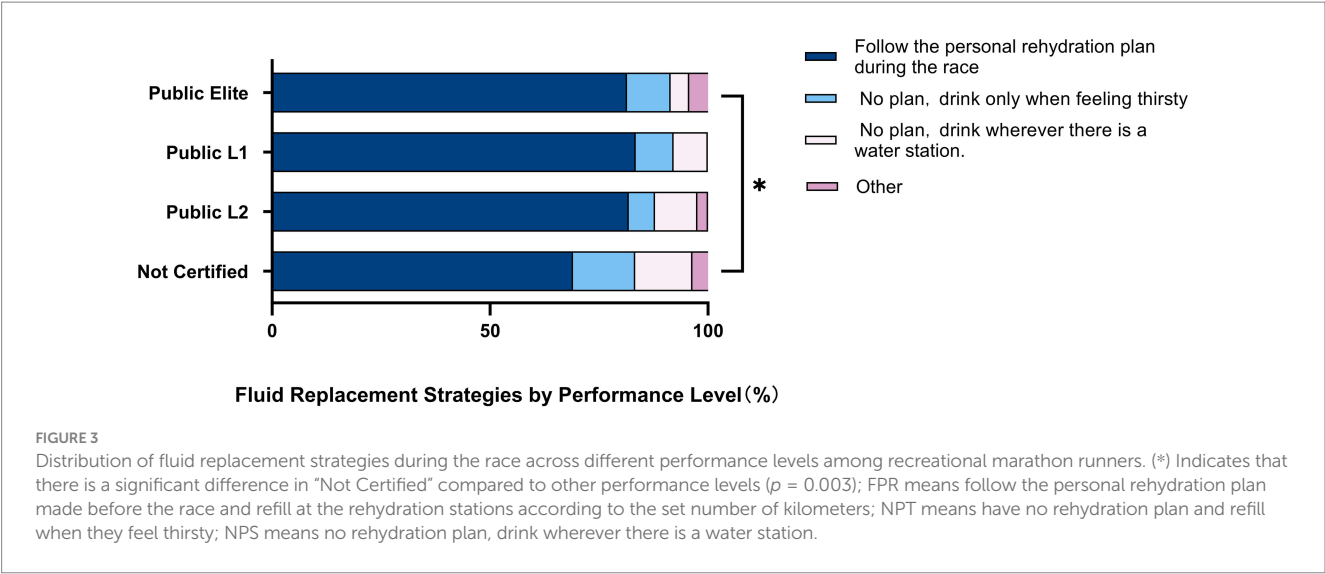 Public Elite
Public L1
Public L2
Not Certified
0
50
100
*
Follow the personal rehydration plan
during the race
No plan, drink only when feeling thirsty
No plan, drink wherever there is a
water station.
Other
Fluid Replacement Strategies by Performance Level(%)
FIGURE 3
Distribution of fluid replacement strategies during the race across different performance levels among recreational marathon runners. (*) Indicates that
there is a significant difference in "Not Certified" compared to other performance levels (p = 0.003); FPR means follow the personal rehydration plan
made before the race and refill at the rehydration stations according to the set number of kilometers; NPT means have no rehydration plan and refill
when they feel thirsty; NPS means no rehydration plan, drink wherever there is a water station.